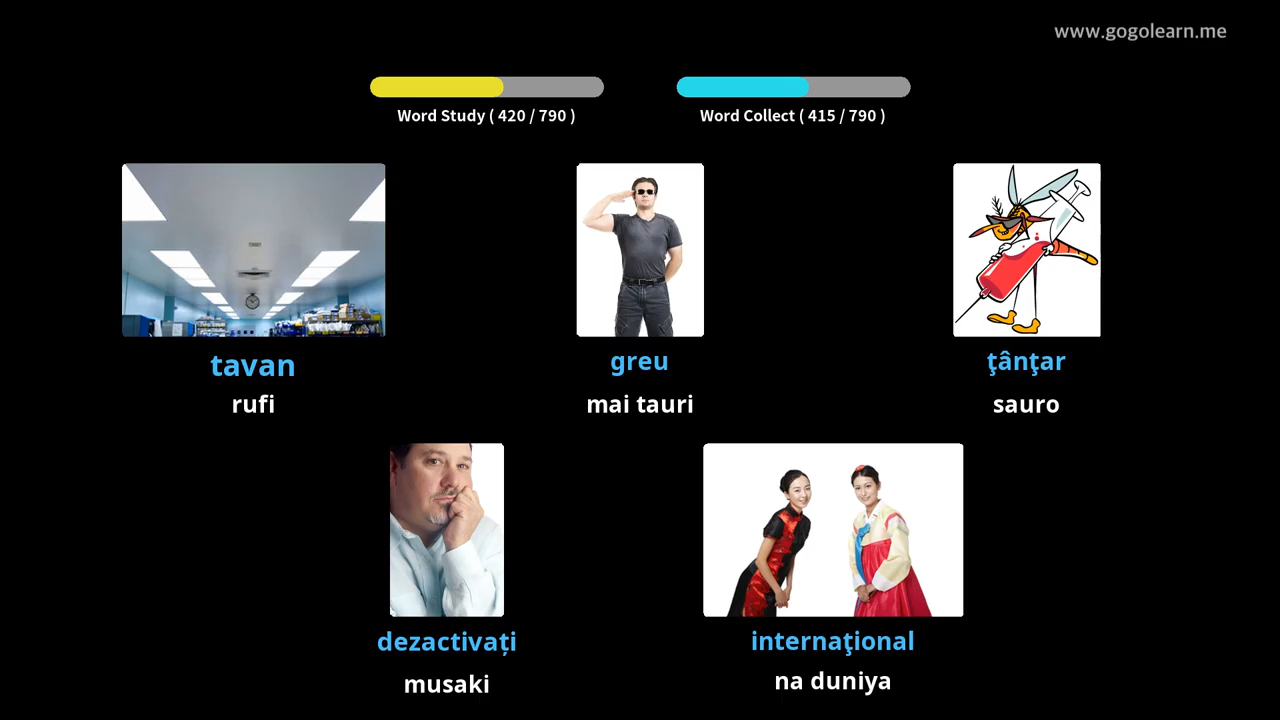 www.gogolearn.me
Word Study ( 420 / 790 )
Word Collect ( 415 / 790 )
tavan
rufi
greu
mai tauri
ţânţar
sauro
dezactivați
musaki
internaţional
na duniya